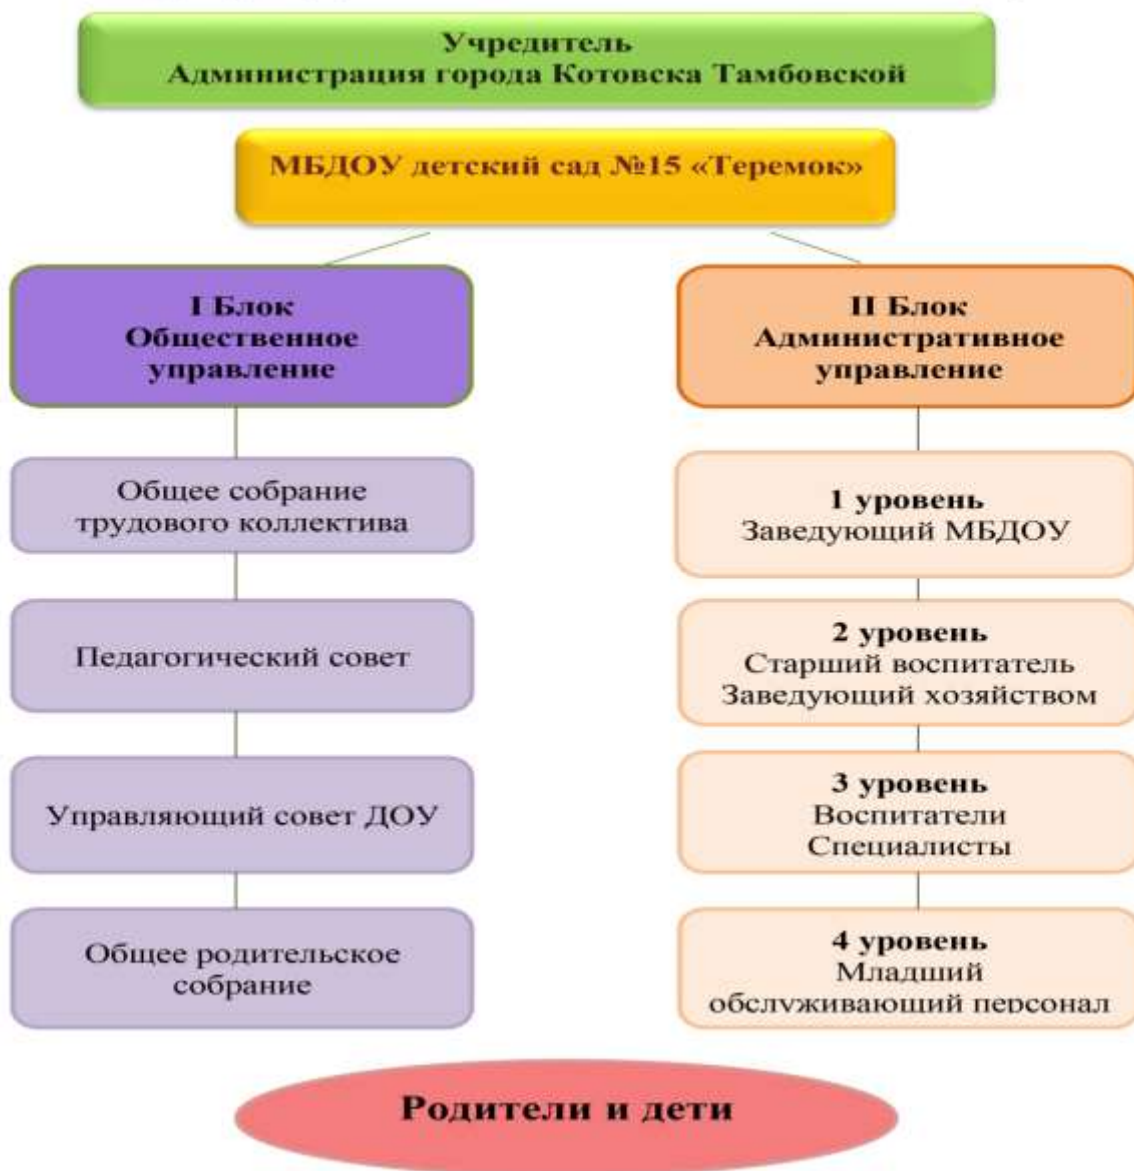 Учредитель
Администрация города Котовска Тамбовской
МБДОУ детский сад №15 «Теремок»
I Блок
Общественное
управление
Общее собрание
трудового коллектива
Педагогический совет
Управляющий совет ДОУ
Общее родительское
собрание
II Блок
Административное
управление
1 уровень
Заведующий МБДОУ
2 уровень
Старший воспитатель
Заведующий хозяйством
3 уровень
Воспитатели
Специалисты
4 уровень
Младший
обслуживающий персонал
Родители и дети